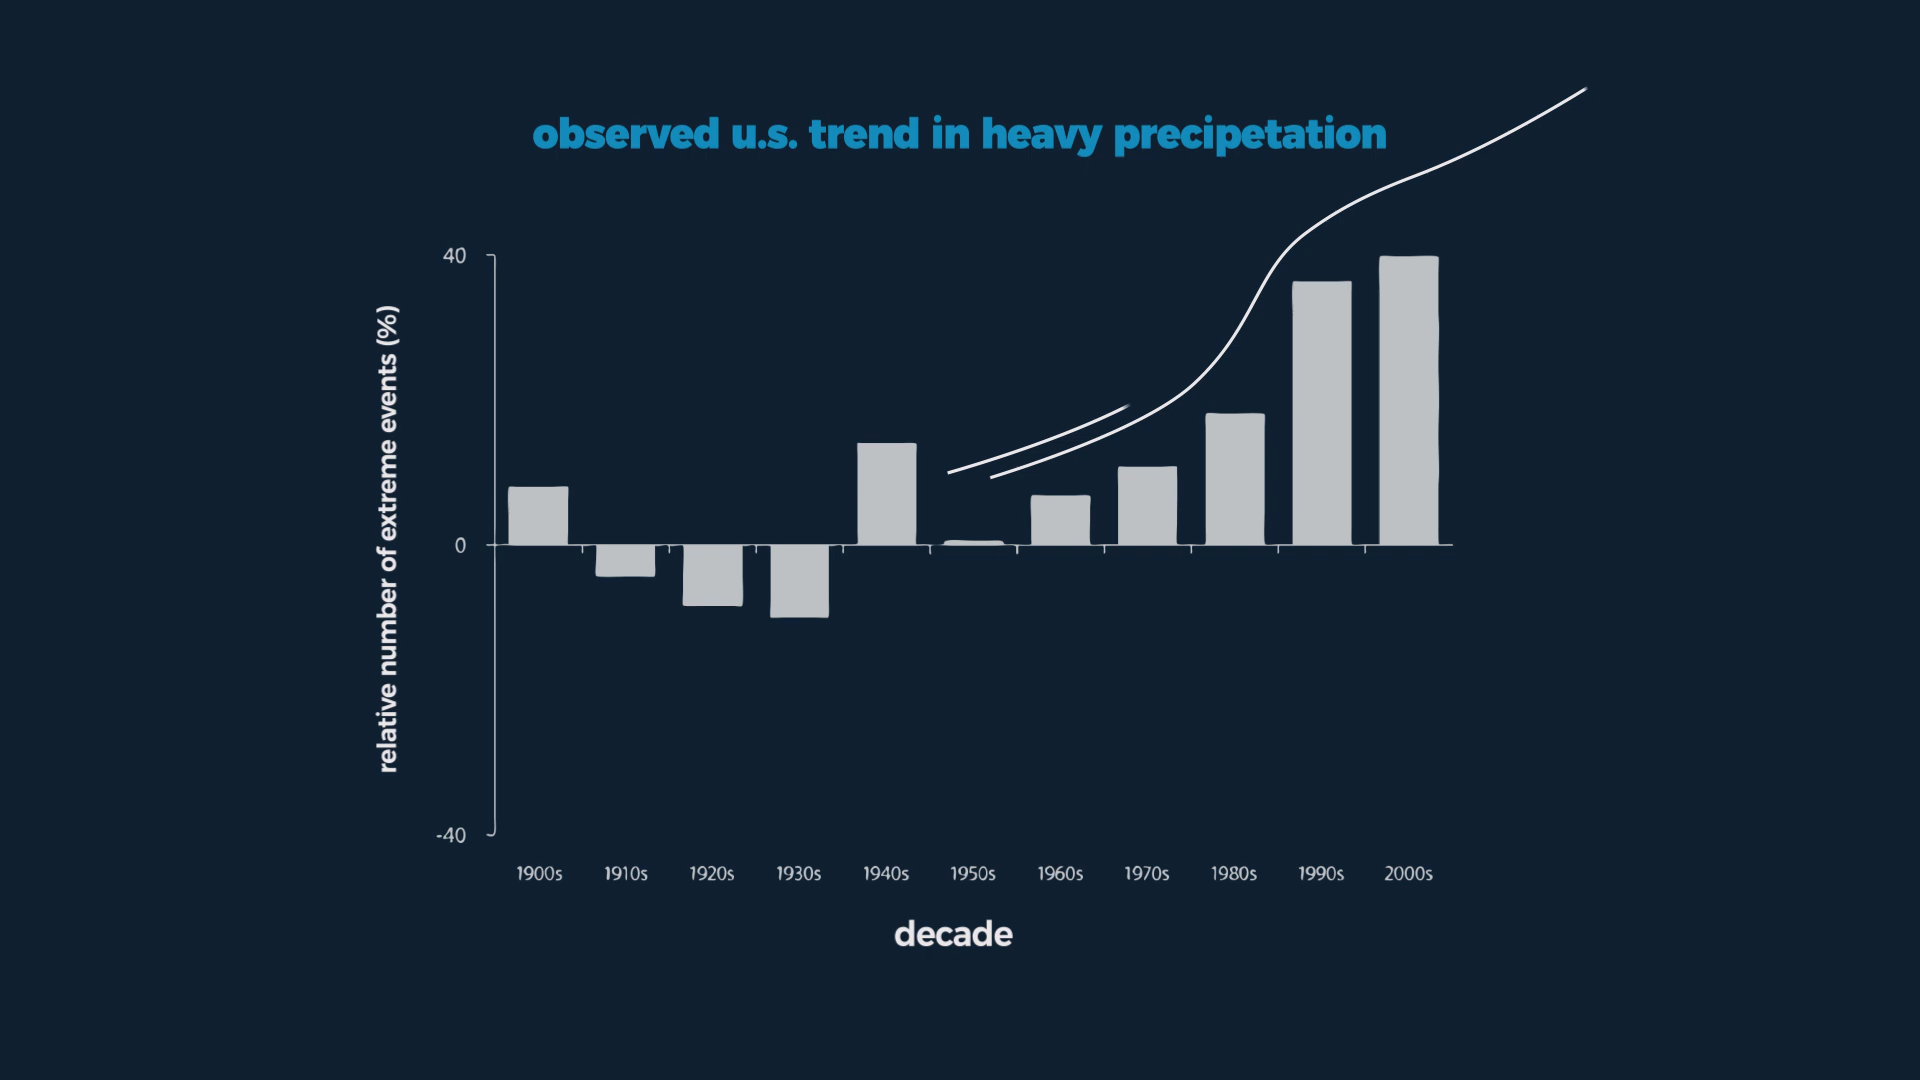 observed u.s. trend in heavy precipetation
relative number of extreme events (%)
40
0
-40
1900s 1910s 1920s 1930s 1940s 1950s 1960s 1970s 1980s 1990s 2000s
decade